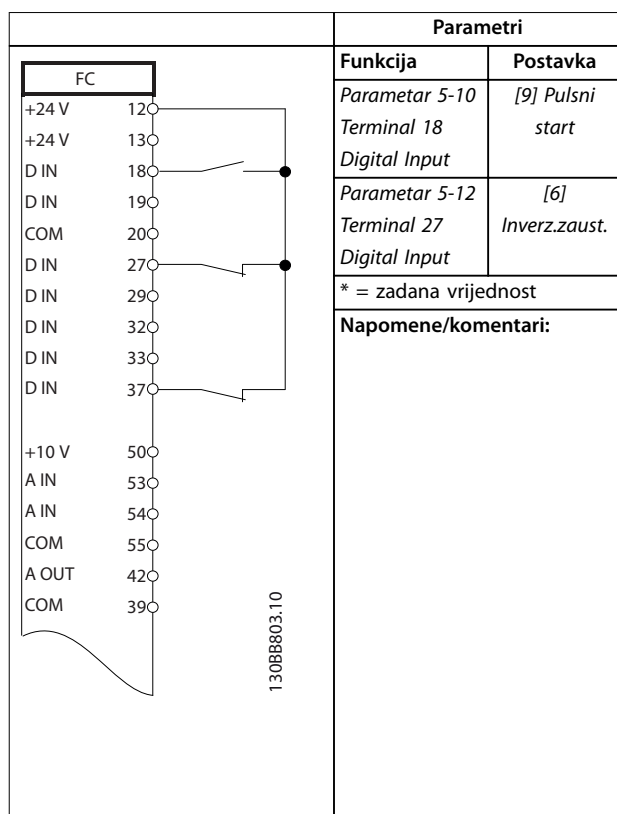 FC
+24 V 12
+24 V 13
D IN 18
D IN 19
COM 20
D IN 27
D IN 29
D IN 32
D IN 33
D IN 37
+10 V 50
A IN 53
A IN 54
COM 55
A OUT 42
COM 39
130BB803.10
Parametri
Funkcija Postavka
Parametar 5-10 [9] Pulsni
Terminal 18 start
Digital Input
Parametar 5-12 [6]
Terminal 27 Inverz.zaust.
Digital Input
* = zadana vrijednost
Napomene/komentari: